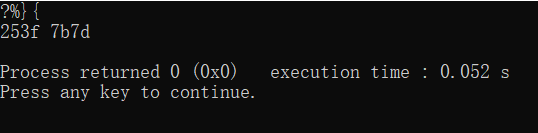 ?%}{
253f 7b7d
Process returned 0 (0x0)   execution time : 0.052 s
Press any key to continue.